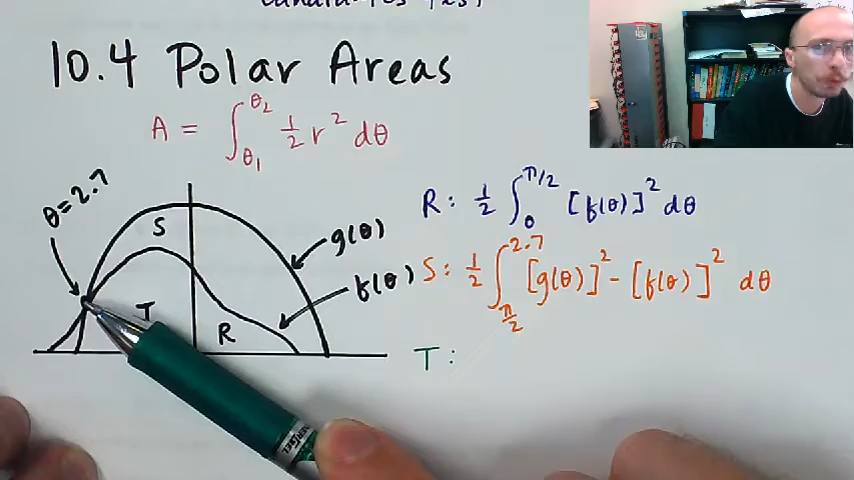 10.4 Polar Areas
A = ∫_{θ₁}^{θ₂} ½ r² dθ
θ = 2.7
S
g(θ)
f(θ)
T
R
R: ½ ∫_{0}^{π/2} [f(θ)]² dθ
S: ½ ∫_{π/2}^{2.7} [g(θ)]² - [f(θ)]² dθ
T: